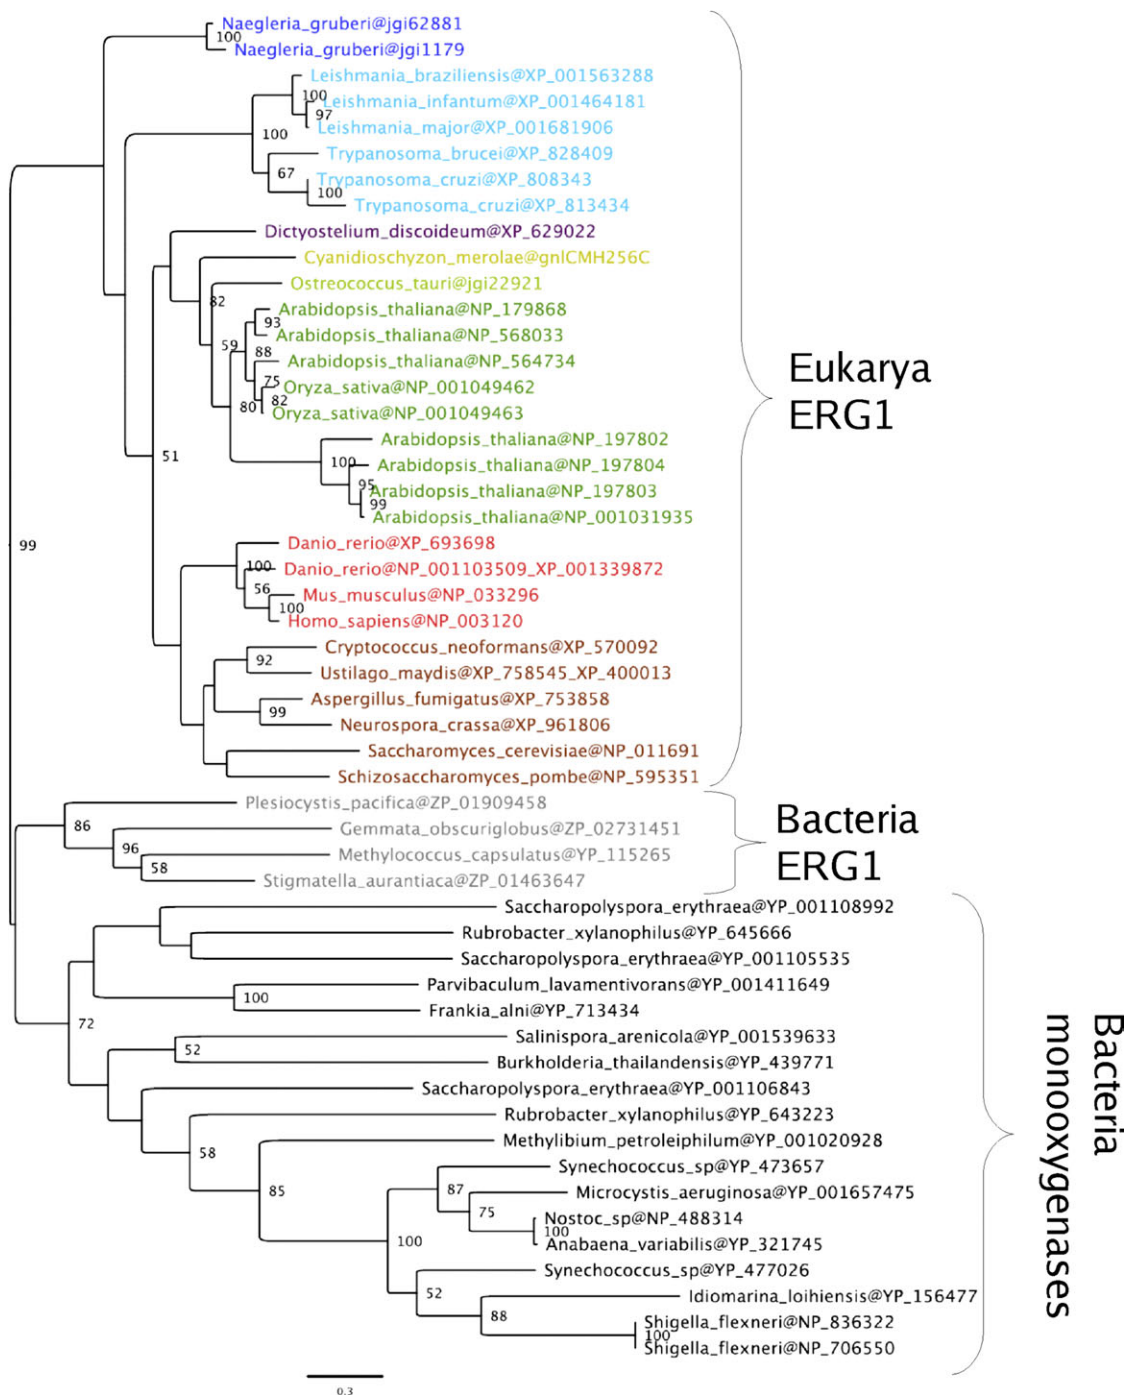 Naegleria_gruberi@jgi62881
100
Naegleria_gruberi@jgi1179
Leishmania_braziliensis@XP_001563288
100
Leishmania_infantum@XP_001464181
97
Leishmania_major@XP_001681906
100
Trypanosoma_brucei@XP_828409
67
Trypanosoma_cruzi@XP_808343
100
Trypanosoma_cruzi@XP_813434
Dictyostelium_discoideum@XP_629022
Cyanidioschyzon_merolae@gnlCMH256C
82
Ostreococcus_tauri@jgi22921
Arabidopsis_thaliana@NP_179868
93
Arabidopsis_thaliana@NP_568033
59
88
Arabidopsis_thaliana@NP_564734
75
Oryza_sativa@NP_001049462
82
80
Oryza_sativa@NP_001049463
Arabidopsis_thaliana@NP_197802
51
100
Arabidopsis_thaliana@NP_197804
95
Arabidopsis_thaliana@NP_197803
99
Arabidopsis_thaliana@NP_001031935
99
Danio_rerio@XP_693698
100
Danio_rerio@NP_001103509_XP_001339872
56
Mus_musculus@NP_033296
100
Homo_sapiens@NP_003120
Cryptococcus_neoformans@XP_570092
92
Ustilago_maydis@XP_758545_XP_400013
Aspergillus_fumigatus@XP_753858
99
Neurospora_crassa@XP_961806
Saccharomyces_cerevisiae@NP_011691
Schizosaccharomyces_pombe@NP_595351
Eukarya
ERG1
Plesiocystis_pacifica@ZP_01909458
86
Gemmata_obscuriglobus@ZP_02731451
96
Methylococcus_capsulatus@YP_115265
58
Stigmatella_aurantiaca@ZP_01463647
Bacteria
ERG1
Saccharopolyspora_erythraea@YP_001108992
Rubrobacter_xylanophilus@YP_645666
Saccharopolyspora_erythraea@YP_001105535
Parvibaculum_lavamentivorans@YP_001411649
100
Frankia_alni@YP_713434
72
Salinispora_arenicola@YP_001539633
52
Burkholderia_thailandensis@YP_439771
Saccharopolyspora_erythraea@YP_001106843
Rubrobacter_xylanophilus@YP_643223
58
Methylibium_petroleiphilum@YP_001020928
85
Synechococcus_sp@YP_473657
87
Microcystis_aeruginosa@YP_001657475
75
Nostoc_sp@NP_488314
100
100
Anabaena_variabilis@YP_321745
Synechococcus_sp@YP_477026
52
Idiomarina_loihiensis@YP_156477
88
Shigella_flexneri@NP_836322
100
Shigella_flexneri@NP_706550
Bacteria
monooxygenases
0.3